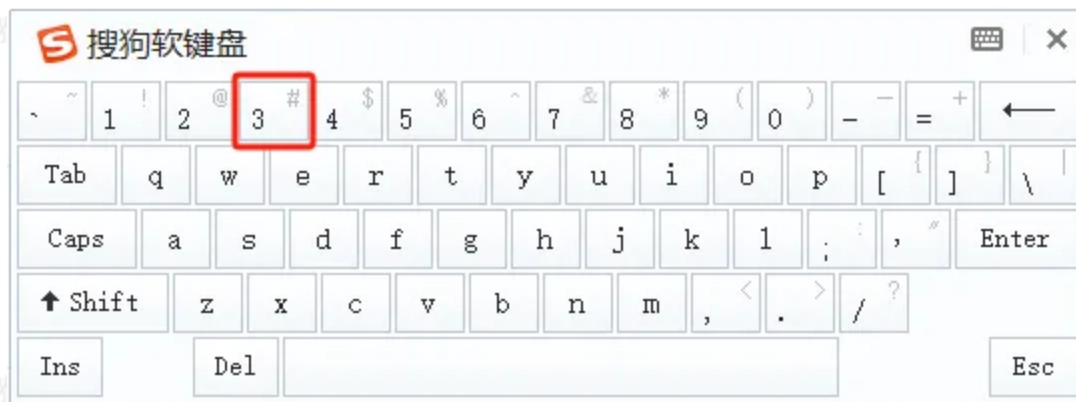 搜狗软键盘
` ~ 1 ! 2 @ 3 # 4 $ 5 % 6 ^ 7 & 8 * 9 ( 0 ) - — = + ←
Tab q w e r t y u i o p [ { ] } \ |
Caps a s d f g h j k l ; : ' " Enter
Shift z x c v b n m , < . > / ?
Ins Del Esc